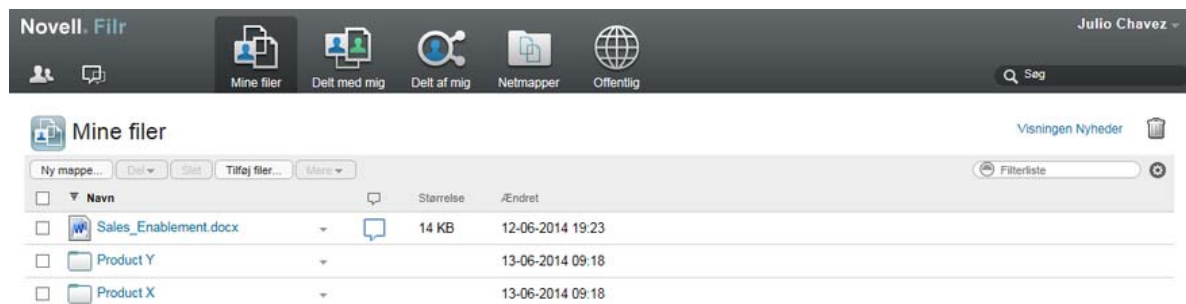 Novell. Filr
Julio Chavez
Mine filer
Delt med mig
Delt af mig
Netmapper
Offentlig
Søg
Mine filer
Visningen Nyheder
Ny mappe... Del Slet Tilføj filer... Mere
Filterliste
Navn Størrelse Ændret
Sales_Enablement.docx 14 KB 12-06-2014 19:23
Product Y 13-06-2014 09:18
Product X 13-06-2014 09:18